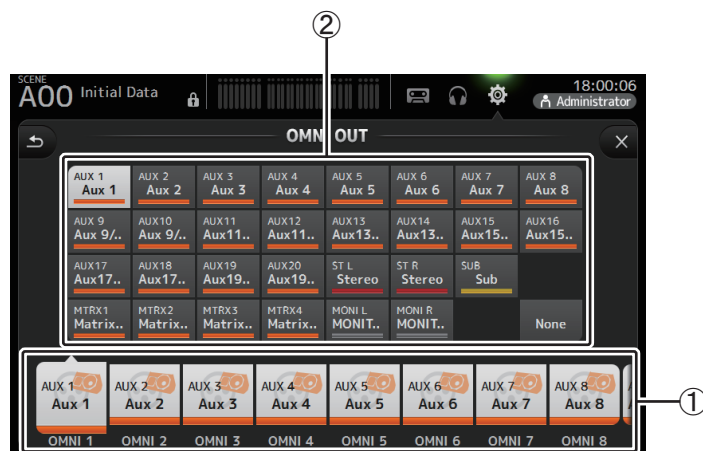 ②
SCENE
A00 Initial Data
18:00:06
Administrator
OMNI OUT
AUX 1 AUX 2 AUX 3 AUX 4 AUX 5 AUX 6 AUX 7 AUX 8
Aux 1 Aux 2 Aux 3 Aux 4 Aux 5 Aux 6 Aux 7 Aux 8
AUX 9 AUX10 AUX11 AUX12 AUX13 AUX14 AUX15 AUX16
Aux 9/.. Aux 9/.. Aux11.. Aux11.. Aux13.. Aux13.. Aux15.. Aux15..
AUX17 AUX18 AUX19 AUX20 ST L ST R SUB
Aux17.. Aux17.. Aux19.. Aux19.. Stereo Stereo Sub
MTRX1 MTRX2 MTRX3 MTRX4 MONI L MONI R
Matrix.. Matrix.. Matrix.. Matrix.. MONIT.. MONIT.. None
AUX 1 AUX 2 AUX 3 AUX 4 AUX 5 AUX 6 AUX 7 AUX 8
Aux 1 Aux 2 Aux 3 Aux 4 Aux 5 Aux 6 Aux 7 Aux 8
①
OMNI 1 OMNI 2 OMNI 3 OMNI 4 OMNI 5 OMNI 6 OMNI 7 OMNI 8